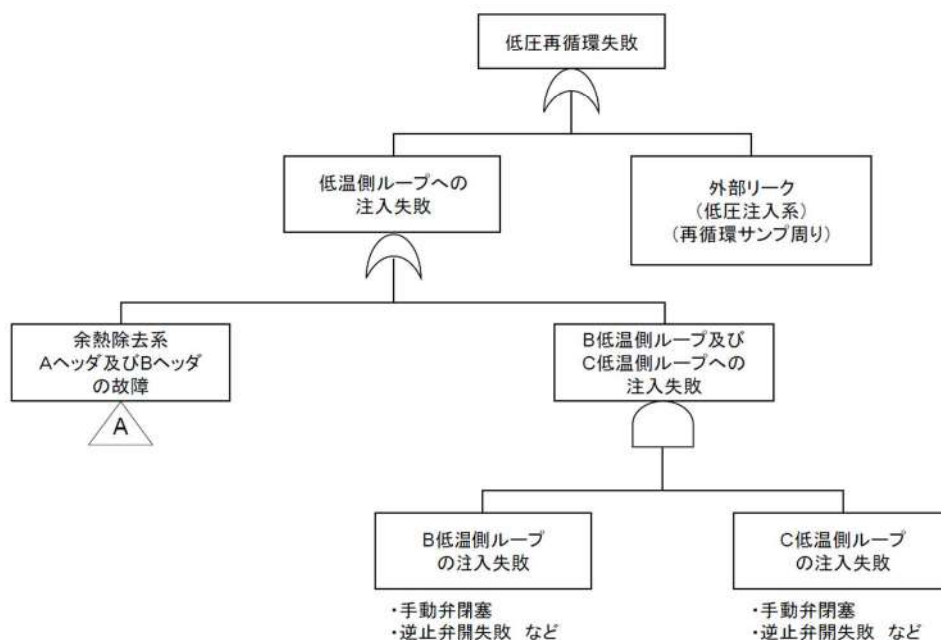 低圧再循環失敗
低温側ループへの
注入失敗
外部リーク
(低圧注入系)
(再循環サンプ周り)
余熱除去系
Aヘッダ及びBヘッダ
の故障
A
B低温側ループ及び
C低温側ループへの
注入失敗
B低温側ループ
の注入失敗
・手動弁閉塞
・逆止弁開失敗 など
C低温側ループ
の注入失敗
・手動弁閉塞
・逆止弁開失敗 など